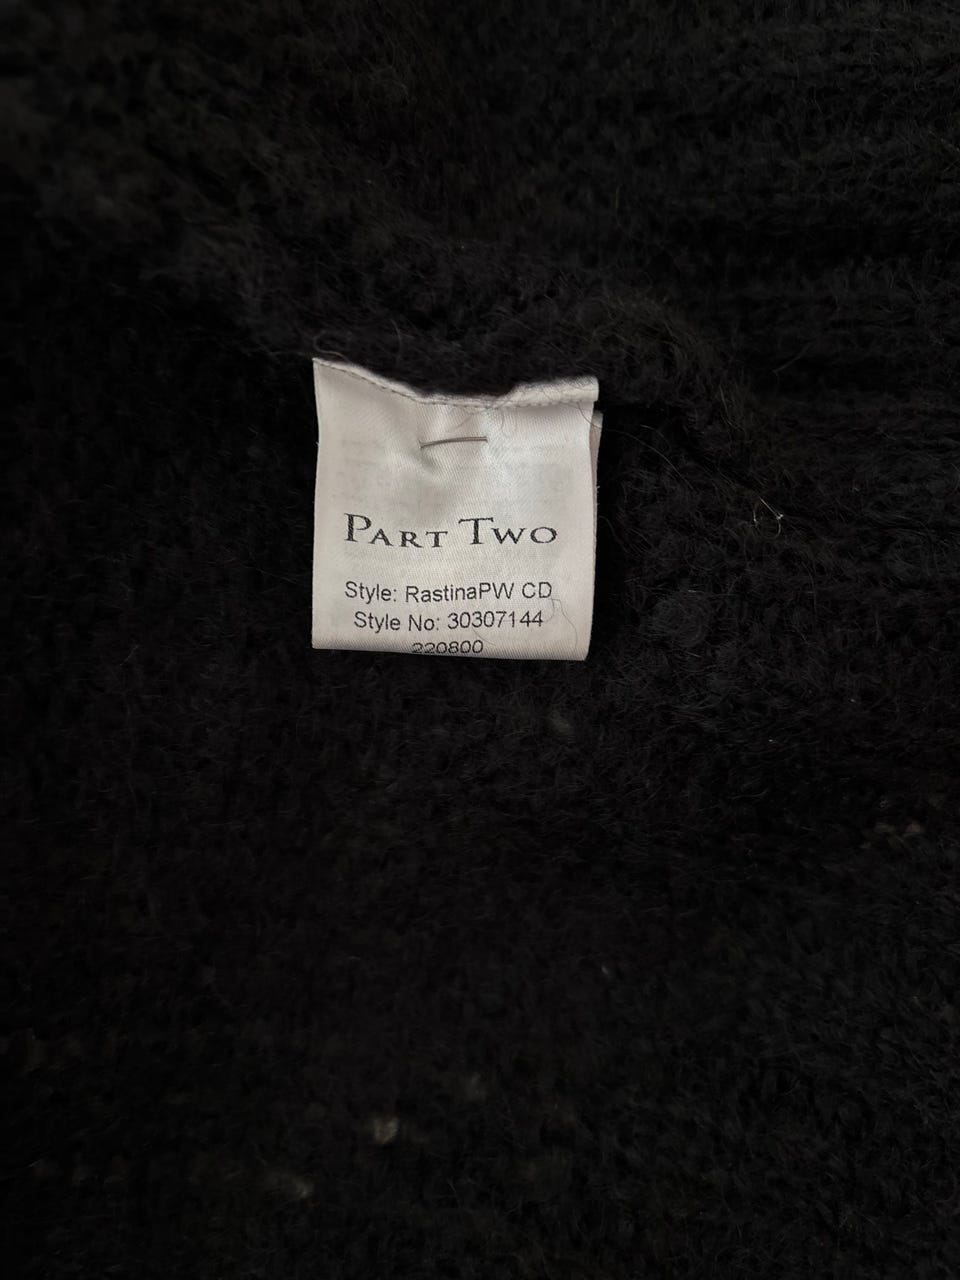 PART TWO
Style: RastinaPW CD
Style No: 30307144
220800